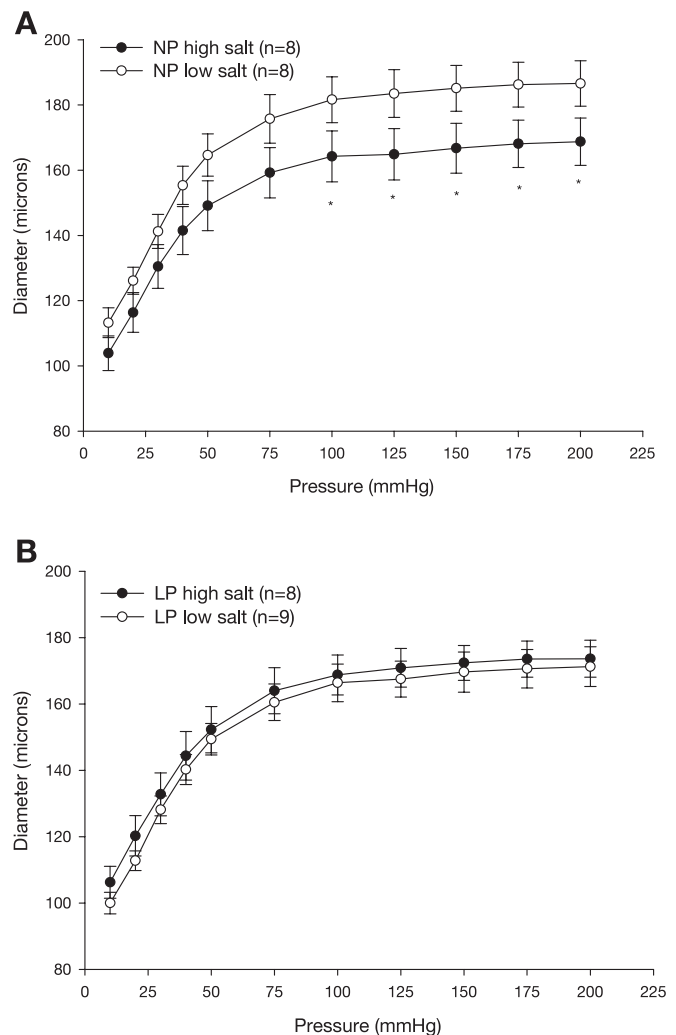 A
200
NP high salt (n=8)
NP low salt (n=8)
180
160
140
120
100
80
* * * * *
0 25 50 75 100 125 150 175 200 225
Diameter (microns)
Pressure (mmHg)
B
200
LP high salt (n=8)
LP low salt (n=9)
180
160
140
120
100
80
0 25 50 75 100 125 150 175 200 225
Diameter (microns)
Pressure (mmHg)